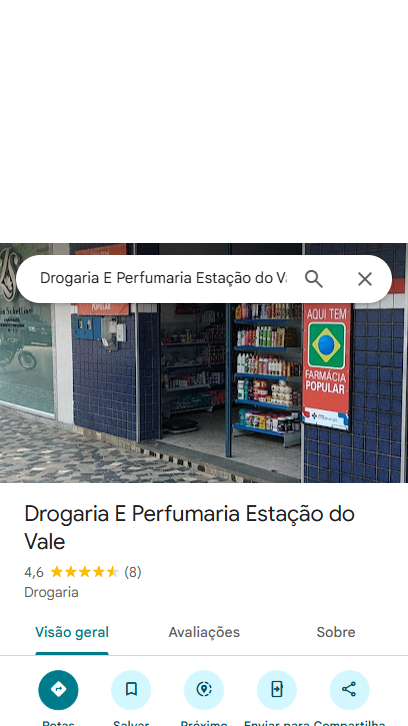 Drogaria E Perfumaria Estação do Va
POPULAR
AQUI TEM
FARMÁCIA
POPULAR
Drogaria E Perfumaria Estação do
Vale
4,6 (8)
Drogaria
Visão geral Avaliações Sobre
Rotas Salvar Próximo Enviar para Compartilha